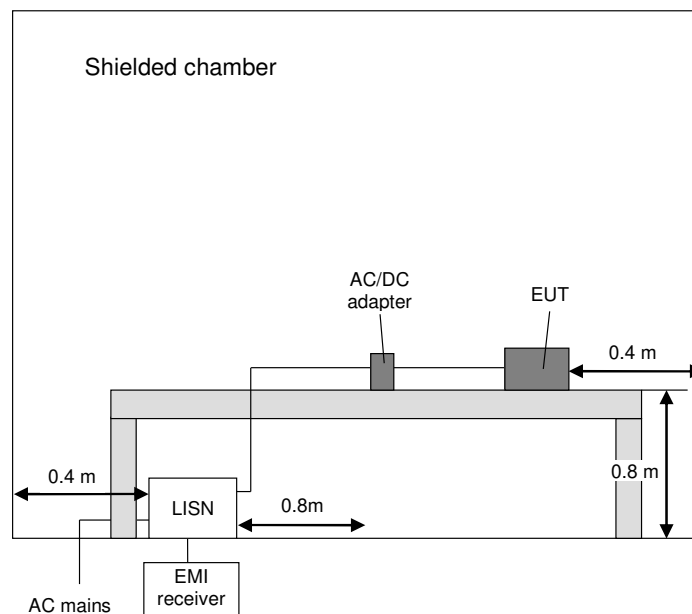 Shielded chamber
AC/DC
adapter
EUT
0.4 m
0.4 m
0.8 m
LISN
0.8m
EMI
receiver
AC mains